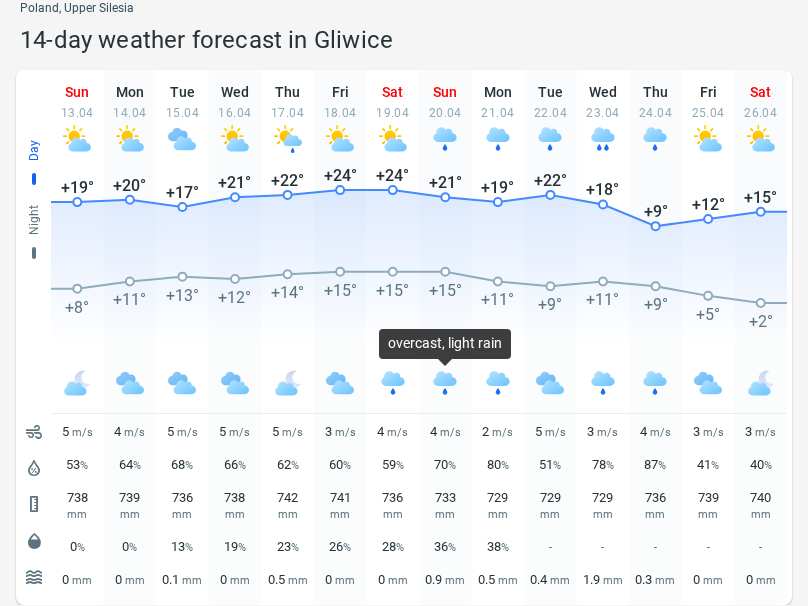 Poland, Upper Silesia
14-day weather forecast in Gliwice
Sun Mon Tue Wed Thu Fri Sat Sun Mon Tue Wed Thu Fri Sat
13.04 14.04 15.04 16.04 17.04 18.04 19.04 20.04 21.04 22.04 23.04 24.04 25.04 26.04
Day
+19° +20° +17° +21° +22° +24° +24° +21° +19° +22° +18° +9° +12° +15°
Night
+8° +11° +13° +12° +14° +15° +15° +15° +11° +9° +11° +9° +5° +2°
overcast, light rain
5 m/s 4 m/s 5 m/s 5 m/s 5 m/s 3 m/s 4 m/s 4 m/s 2 m/s 5 m/s 3 m/s 4 m/s 3 m/s 3 m/s
53% 64% 68% 66% 62% 60% 59% 70% 80% 51% 78% 87% 41% 40%
738 739 736 738 742 741 736 733 729 729 729 736 739 740
mm mm mm mm mm mm mm mm mm mm mm mm mm mm
0% 0% 13% 19% 23% 26% 28% 36% 38% - - - - -
0 mm 0 mm 0.1 mm 0 mm 0.5 mm 0 mm 0 mm 0.9 mm 0.5 mm 0.4 mm 1.9 mm 0.3 mm 0 mm 0 mm